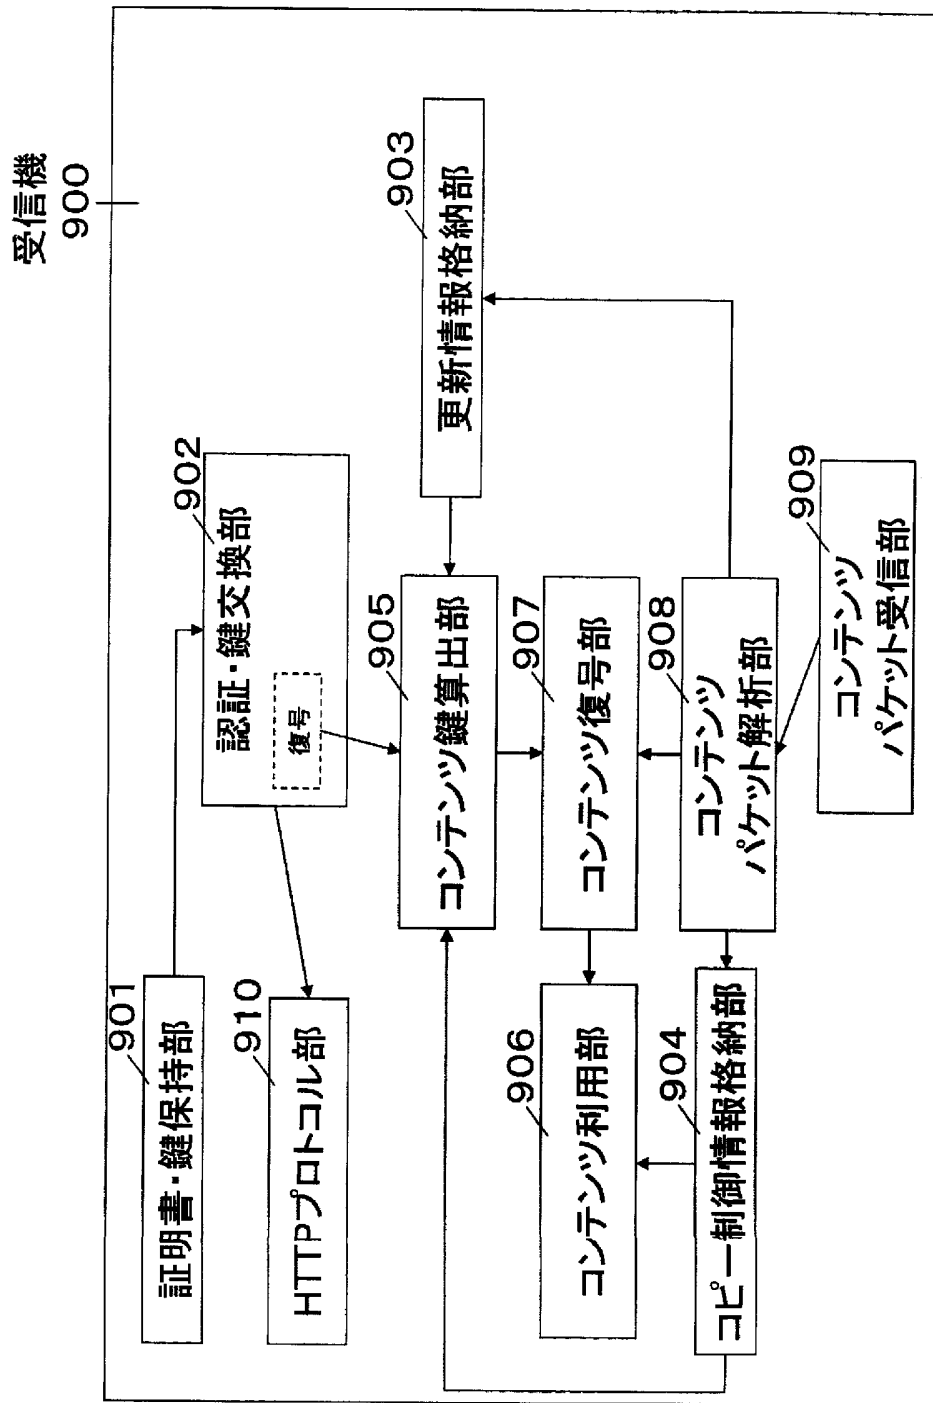 受信機
900
901
証明書・鍵保持部
902
認証・鍵交換部
復号
910
HTTPプロトコル部
903
更新情報格納部
905
コンテンツ鍵算出部
906
コンテンツ利用部
907
コンテンツ復号部
904
コピー制御情報格納部
908
コンテンツ
パケット解析部
909
コンテンツ
パケット受信部